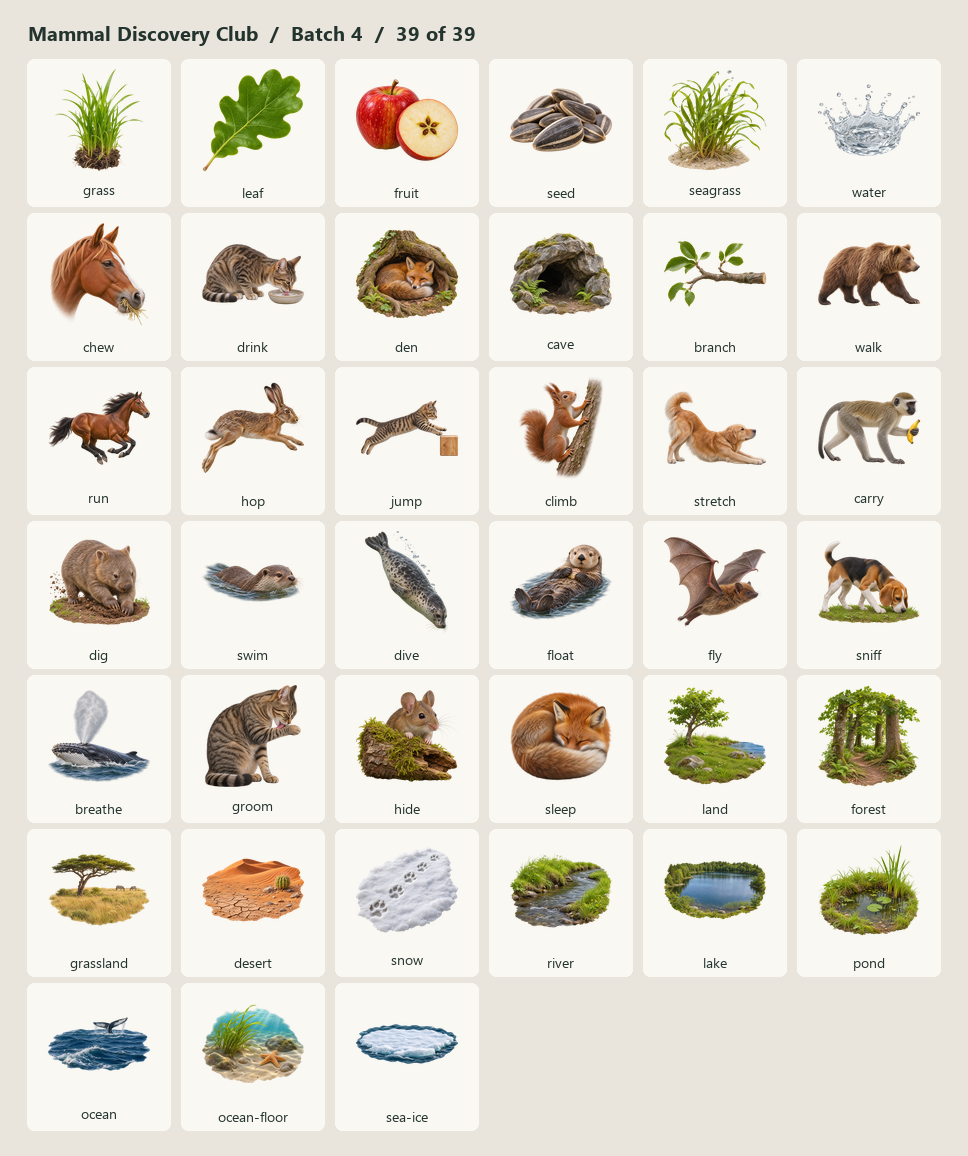 Mammal Discovery Club / Batch 4 / 39 of 39
grass
leaf
fruit
seed
seagrass
water
chew
drink
den
cave
branch
walk
run
hop
jump
climb
stretch
carry
dig
swim
dive
float
fly
sniff
breathe
groom
hide
sleep
land
forest
grassland
desert
snow
river
lake
pond
ocean
ocean-floor
sea-ice